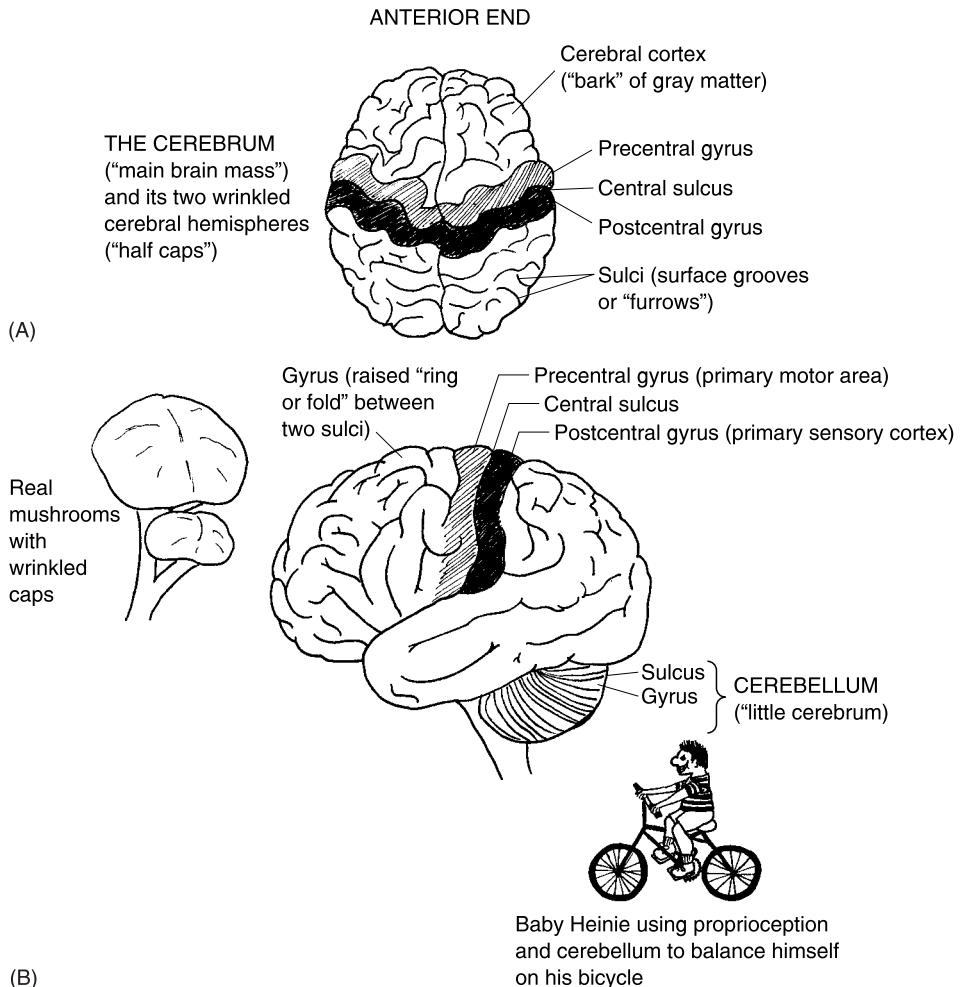 ANTERIOR END
Cerebral cortex
(“bark” of gray matter)
THE CEREBRUM
(“main brain mass”)
and its two wrinkled
cerebral hemispheres
(“half caps”)
Precentral gyrus
Central sulcus
Postcentral gyrus
Sulci (surface grooves
or “furrows”)
(A)
Gyrus (raised “ring
or fold” between
two sulci)
Precentral gyrus (primary motor area)
Central sulcus
Postcentral gyrus (primary sensory cortex)
Real
mushrooms
with
wrinkled
caps
Sulcus
Gyrus
CEREBELLUM
(“little cerebrum)
Baby Heinie using proprioception
and cerebellum to balance himself
on his bicycle
(B)